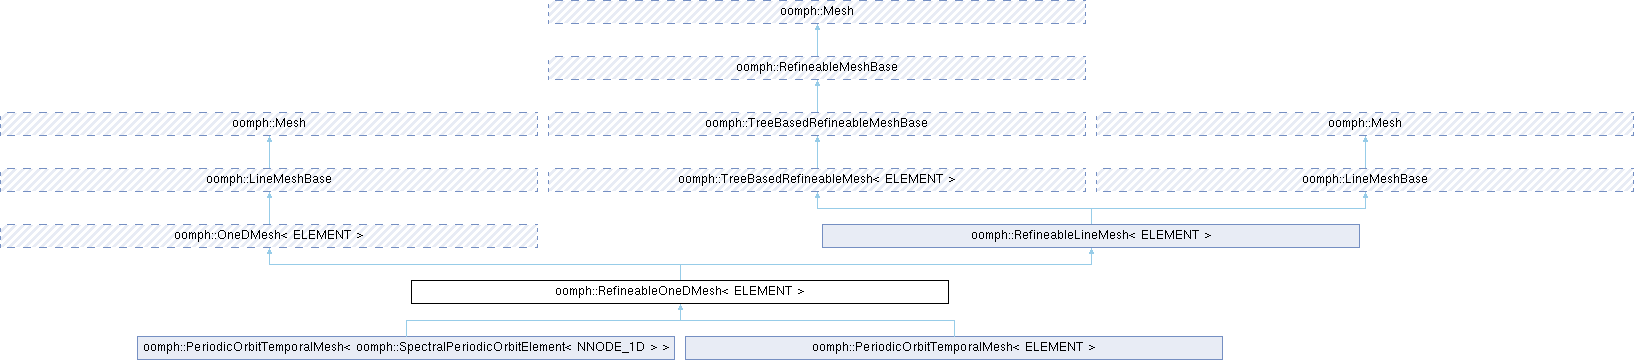 oomph::Mesh
oomph::RefineableMeshBase
oomph::Mesh
oomph::TreeBasedRefineableMeshBase
oomph::Mesh
oomph::LineMeshBase
oomph::TreeBasedRefineableMesh< ELEMENT >
oomph::LineMeshBase
oomph::OneDMesh< ELEMENT >
oomph::RefineableLineMesh< ELEMENT >
oomph::RefineableOneDMesh< ELEMENT >
oomph::PeriodicOrbitTemporalMesh< oomph::SpectralPeriodicOrbitElement< NNODE_1D > >
oomph::PeriodicOrbitTemporalMesh< ELEMENT >